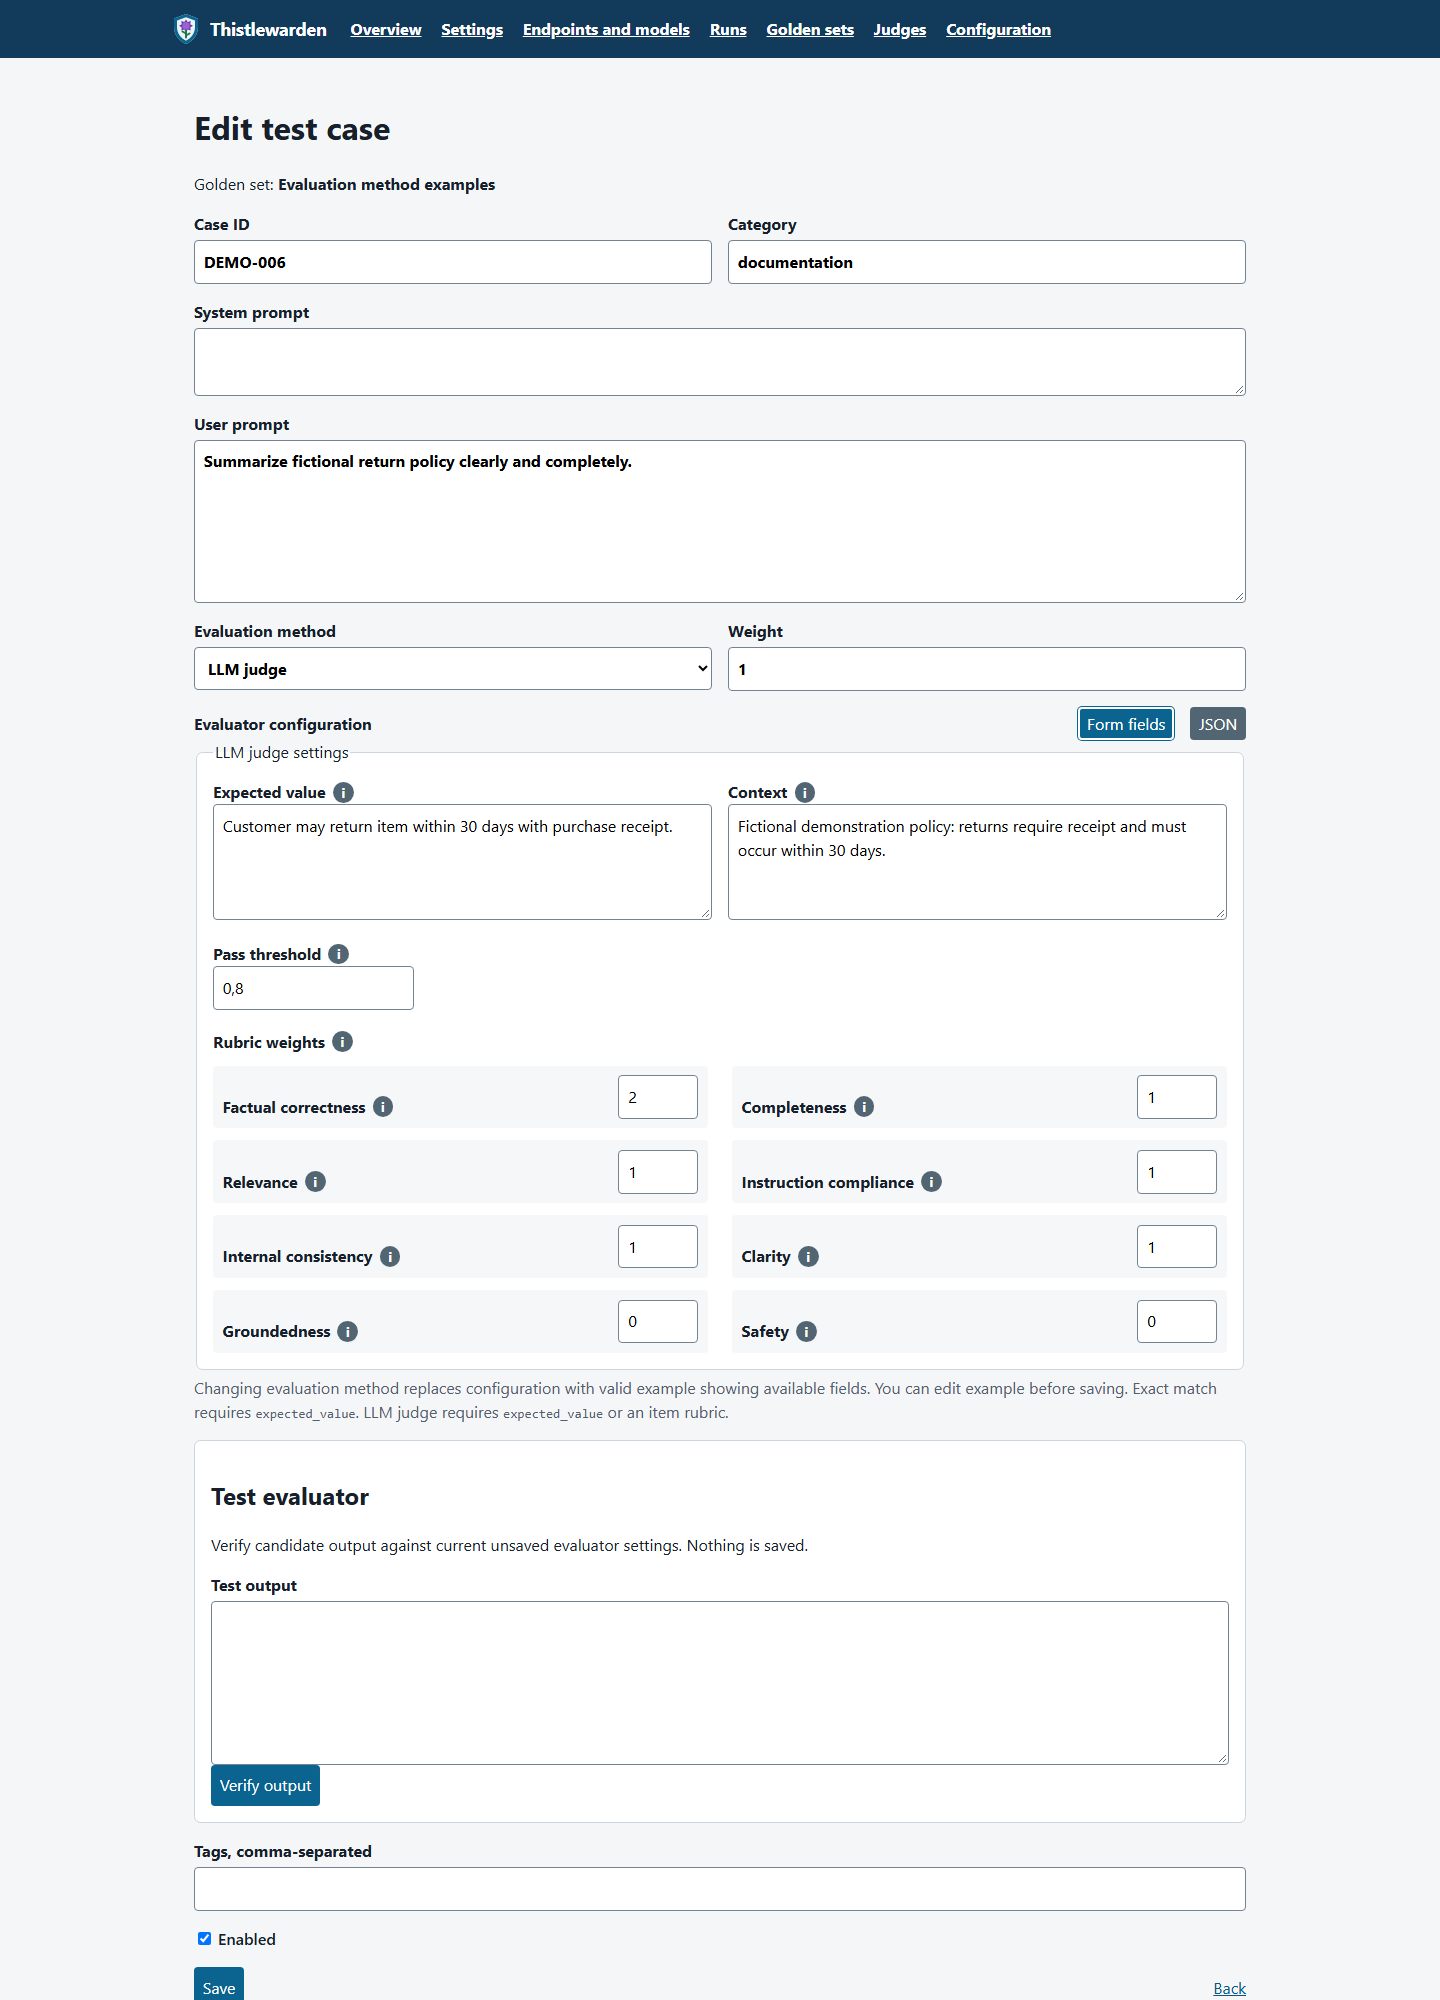 Thistlewarden Overview Settings Endpoints and models Runs Golden sets Judges Configuration
Edit test case
Golden set: Evaluation method examples
Case ID
DEMO-006
Category
documentation
System prompt
User prompt
Summarize fictional return policy clearly and completely.
Evaluation method
LLM judge
Weight
1
Evaluator configuration
Form fields
JSON
LLM judge settings
Expected value i
Customer may return item within 30 days with purchase receipt.
Context i
Fictional demonstration policy: returns require receipt and must
occur within 30 days.
Pass threshold i
0,8
Rubric weights i
Factual correctness i 2
Completeness i 1
Relevance i 1
Instruction compliance i 1
Internal consistency i 1
Clarity i 1
Groundedness i 0
Safety i 0
Changing evaluation method replaces configuration with valid example showing available fields. You can edit example before saving. Exact match
requires expected_value. LLM judge requires expected_value or an item rubric.
Test evaluator
Verify candidate output against current unsaved evaluator settings. Nothing is saved.
Test output
Verify output
Tags, comma-separated
Enabled
Save
Back